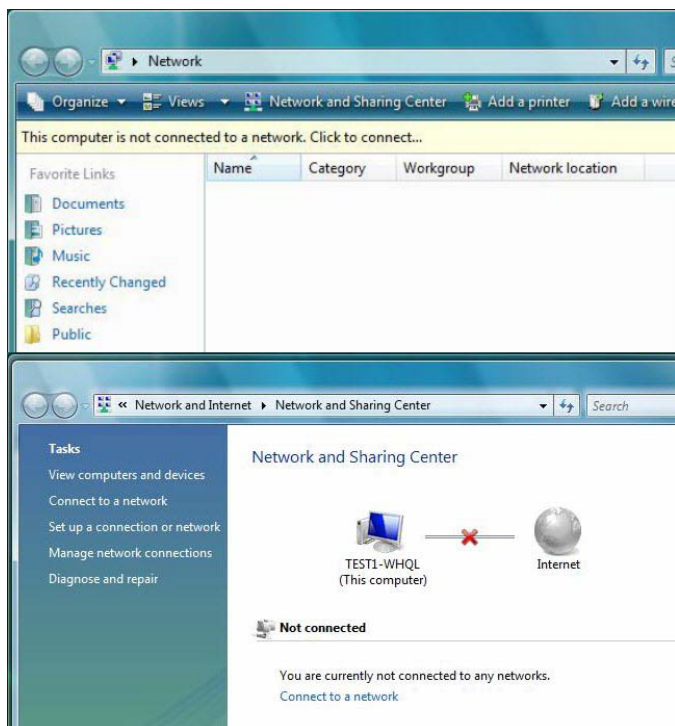 Network
Organize Views Network and Sharing Center Add a printer Add a wire
This computer is not connected to a network. Click to connect...
Favorite Links
Name Category Workgroup Network location
Documents
Pictures
Music
Recently Changed
Searches
Public
« Network and Internet Network and Sharing Center Search
Tasks
View computers and devices
Connect to a network
Set up a connection or network
Manage network connections
Diagnose and repair
Network and Sharing Center
TEST1-WHQL
(This computer)
Internet
Not connected
You are currently not connected to any networks.
Connect to a network